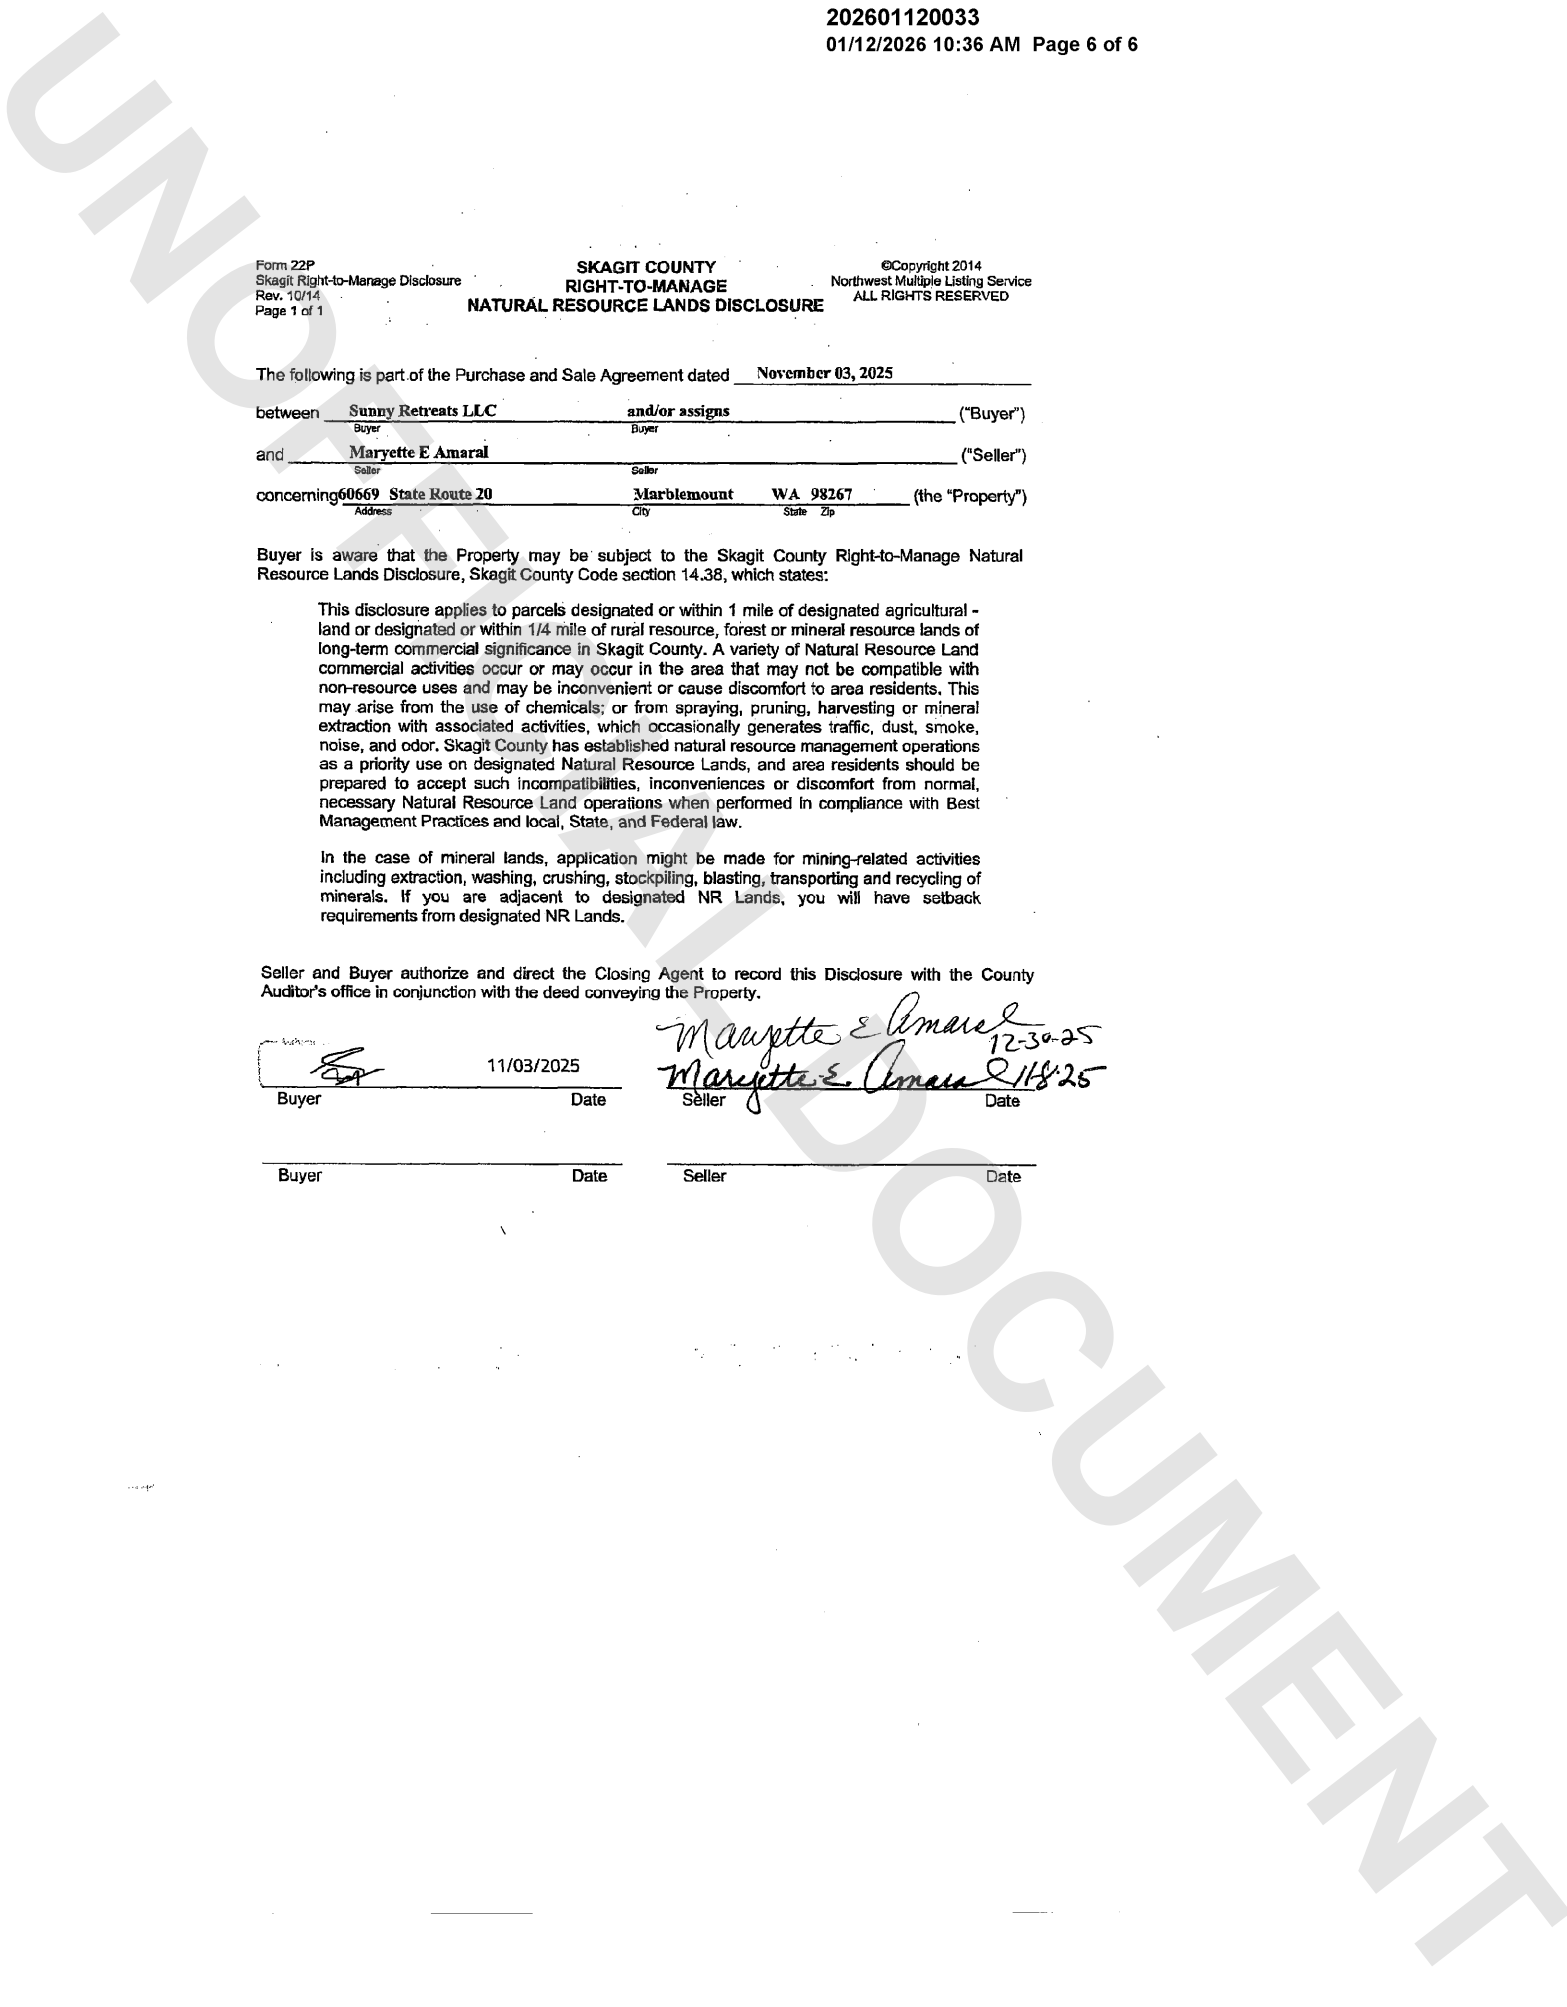 202601120033
01/12/2026 10:36 AM Page 6 of 6
Form 22P
Skagit Right-to-Manage Disclosure
Rev. 10/14
Page 1 of 1
SKAGIT COUNTY
RIGHT-TO-MANAGE
NATURAL RESOURCE LANDS DISCLOSURE
©Copyright 2014
Northwest Multiple Listing Service
ALL RIGHTS RESERVED
The following is part of the Purchase and Sale Agreement dated November 03, 2025
between Sunny Retreats LLC and/or assigns ("Buyer")
Buyer Buyer
and Maryette E Amaral ("Seller")
Seller Seller
concerning 60669 State Route 20 Marblemount WA 98267 (the "Property")
Address City State Zip
Buyer is aware that the Property may be subject to the Skagit County Right-to-Manage Natural
Resource Lands Disclosure, Skagit County Code section 14.38, which states:
This disclosure applies to parcels designated or within 1 mile of designated agricultural -
land or designated or within 1/4 mile of rural resource, forest or mineral resource lands of
long-term commercial significance in Skagit County. A variety of Natural Resource Land
commercial activities occur or may occur in the area that may not be compatible with
non-resource uses and may be inconvenient or cause discomfort to area residents. This
may arise from the use of chemicals; or from spraying, pruning, harvesting or mineral
extraction with associated activities, which occasionally generates traffic, dust, smoke,
noise, and odor. Skagit County has established natural resource management operations
as a priority use on designated Natural Resource Lands, and area residents should be
prepared to accept such incompatibilities, inconveniences or discomfort from normal,
necessary Natural Resource Land operations when performed in compliance with Best
Management Practices and local, State, and Federal law.
In the case of mineral lands, application might be made for mining-related activities
including extraction, washing, crushing, stockpiling, blasting, transporting and recycling of
minerals. If you are adjacent to designated NR Lands, you will have setback
requirements from designated NR Lands.
Seller and Buyer authorize and direct the Closing Agent to record this Disclosure with the County
Auditor's office in conjunction with the deed conveying the Property.
Maryette E Amaral
12-30-25
11/03/2025
Maryette E. Amaral 11-8-25
Buyer Date Seller Date
Buyer Date Seller Date
UNOFFICIAL DOCUMENT